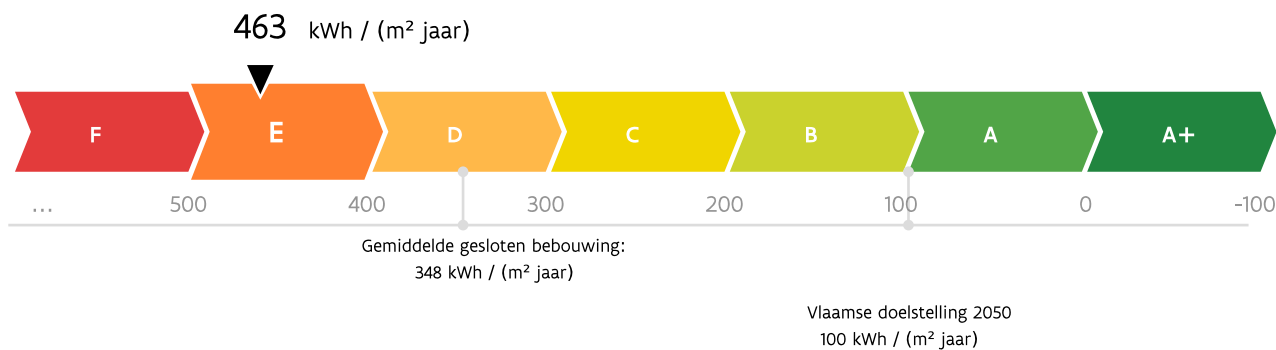 463 kWh / (m² jaar)
F E D C B A A+
... 500 400 300 200 100 0 -100
Gemiddelde gesloten bebouwing:
348 kWh / (m² jaar)
Vlaamse doelstelling 2050
100 kWh / (m² jaar)